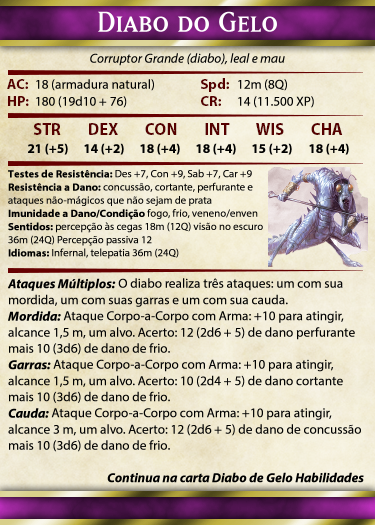 Diabo do Gelo
Corruptor Grande (diabo), leal e mau
AC: 18 (armadura natural) Spd: 12m (8Q)
HP: 180 (19d10 + 76) CR: 14 (11.500 XP)
STR DEX CON INT WIS CHA
21 (+5) 14 (+2) 18 (+4) 18 (+4) 15 (+2) 18 (+4)
Testes de Resistência: Des +7, Con +9, Sab +7, Car +9
Resistência a Dano: concussão, cortante, perfurante e
ataques não-mágicos que não sejam de prata
Imunidade a Dano/Condição fogo, frio, veneno/enven
Sentidos: percepção às cegas 18m (12Q) visão no escuro
36m (24Q) Percepção passiva 12
Idiomas: Infernal, telepatia 36m (24Q)
Ataques Múltiplos: O diabo realiza três ataques: um com sua
mordida, um com suas garras e um com sua cauda.
Mordida: Ataque Corpo-a-Corpo com Arma: +10 para atingir,
alcance 1,5 m, um alvo. Acerto: 12 (2d6 + 5) de dano perfurante
mais 10 (3d6) de dano de frio.
Garras: Ataque Corpo-a-Corpo com Arma: +10 para atingir,
alcance 1,5 m, um alvo. Acerto: 10 (2d4 + 5) de dano cortante
mais 10 (3d6) de dano de frio.
Cauda: Ataque Corpo-a-Corpo com Arma: +10 para atingir,
alcance 3 m, um alvo. Acerto: 12 (2d6 + 5) de dano de concussão
mais 10 (3d6) de dano de frio.
Continua na carta Diabo de Gelo Habilidades